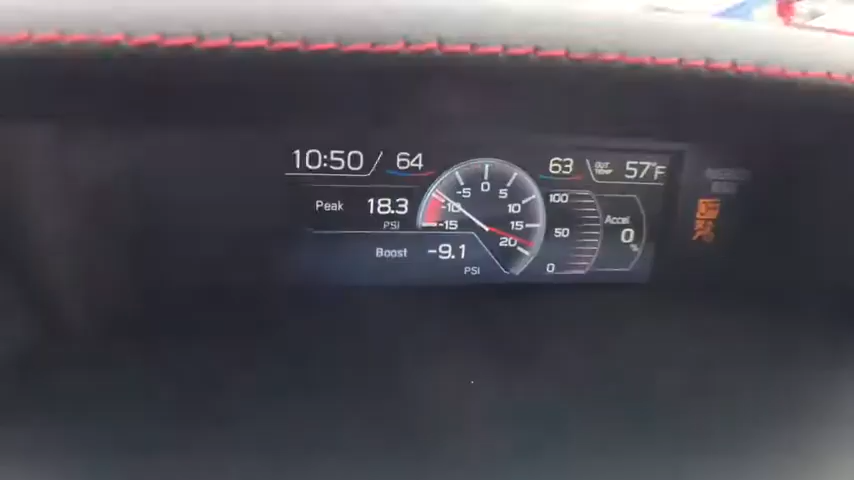 10:50 64 63 OUT TEMP 57°F
Peak 18.3 PSI
Boost -9.1 PSI
-15 -10 -5 0 5 10 15 20
100 50 0
Accel 0 %
OFF